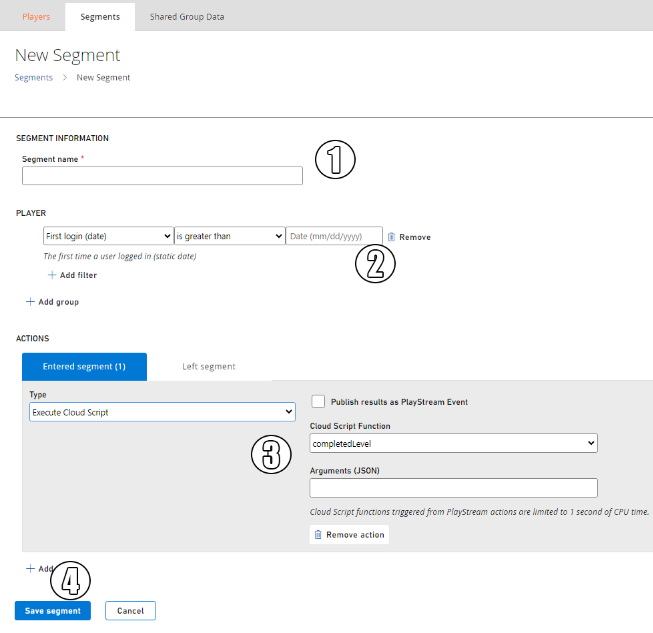 Players Segments Shared Group Data
New Segment
Segments > New Segment
SEGMENT INFORMATION
Segment name *
1
PLAYER
First login (date) is greater than Date (mm/dd/yyyy) Remove
The first time a user logged in (static date)
2
+ Add filter
+ Add group
ACTIONS
Entered segment (1) Left segment
Type
Execute Cloud Script
Publish results as PlayStream Event
Cloud Script Function
completedLevel
3
Arguments (JSON)
Cloud Script functions triggered from PlayStream actions are limited to 1 second of CPU time.
Remove action
+ Add
4
Save segment Cancel